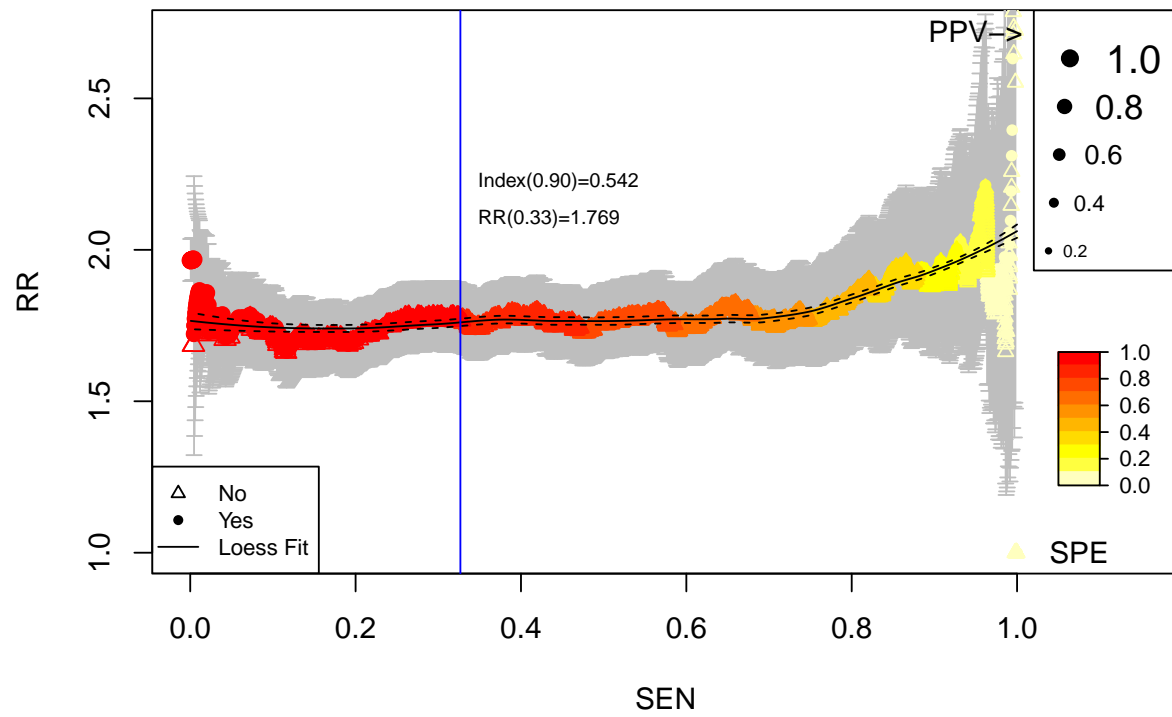 PPV–>
1.0
0.8
0.6
0.4
0.2
2.5
2.0
1.5
1.0
RR
Index(0.90)=0.542
RR(0.33)=1.769
1.0
0.8
0.6
0.4
0.2
0.0
SPE
No
Yes
Loess Fit
0.0 0.2 0.4 0.6 0.8 1.0
SEN